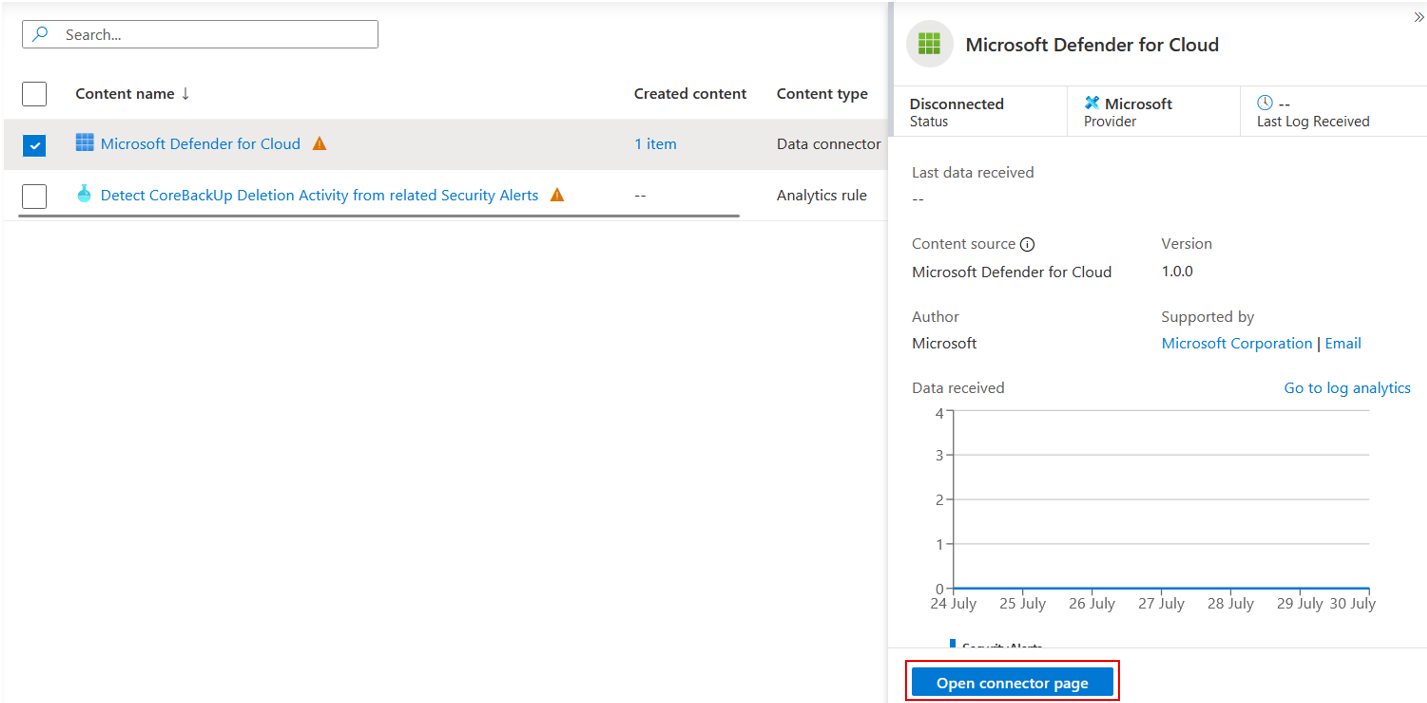 Search...
Content name ↓ Created content Content type
Microsoft Defender for Cloud 1 item Data connector
Detect CoreBackUp Deletion Activity from related Security Alerts -- Analytics rule
Microsoft Defender for Cloud
Disconnected
Status
Microsoft
Provider
--
Last Log Received
Last data received
--
Content source Version
Microsoft Defender for Cloud 1.0.0
Author Supported by
Microsoft Microsoft Corporation | Email
Data received Go to log analytics
4
3
2
1
0
24 July 25 July 26 July 27 July 28 July 29 July 30 July
SecurityAlerts
Open connector page